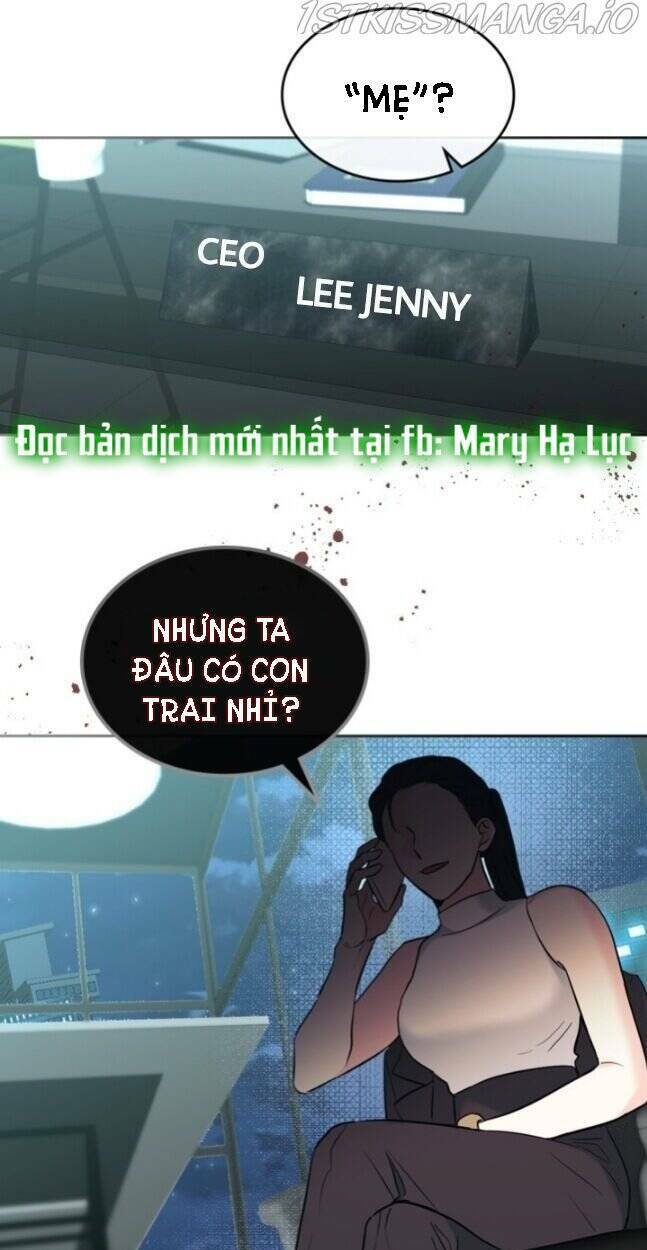 1STKISSMANGA.IO
"MẸ"?
CEO
LEE JENNY
Đọc bản dịch mới nhất tại fb: Mary Hạ Lục
NHƯNG TA
ĐÂU CÓ CON
TRAI NHỈ?